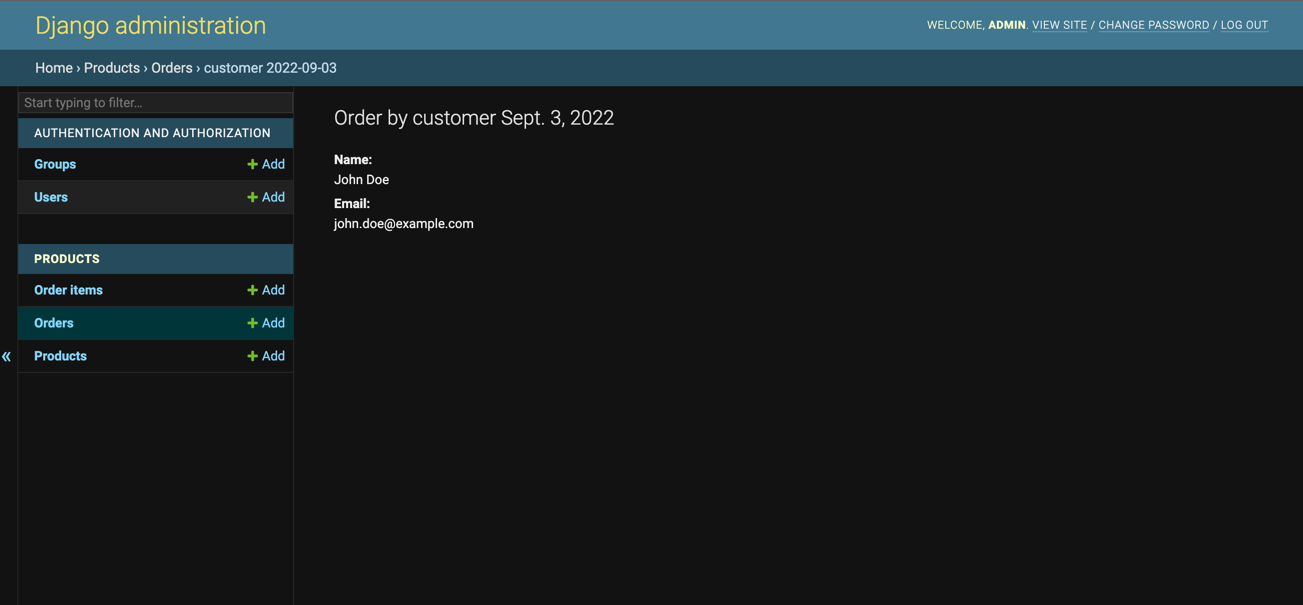 Django administration
WELCOME, ADMIN. VIEW SITE / CHANGE PASSWORD / LOG OUT
Home › Products › Orders › customer 2022-09-03
Start typing to filter...
AUTHENTICATION AND AUTHORIZATION
Groups + Add
Users + Add
PRODUCTS
Order items + Add
Orders + Add
Products + Add
«
Order by customer Sept. 3, 2022
Name:
John Doe
Email:
john.doe@example.com